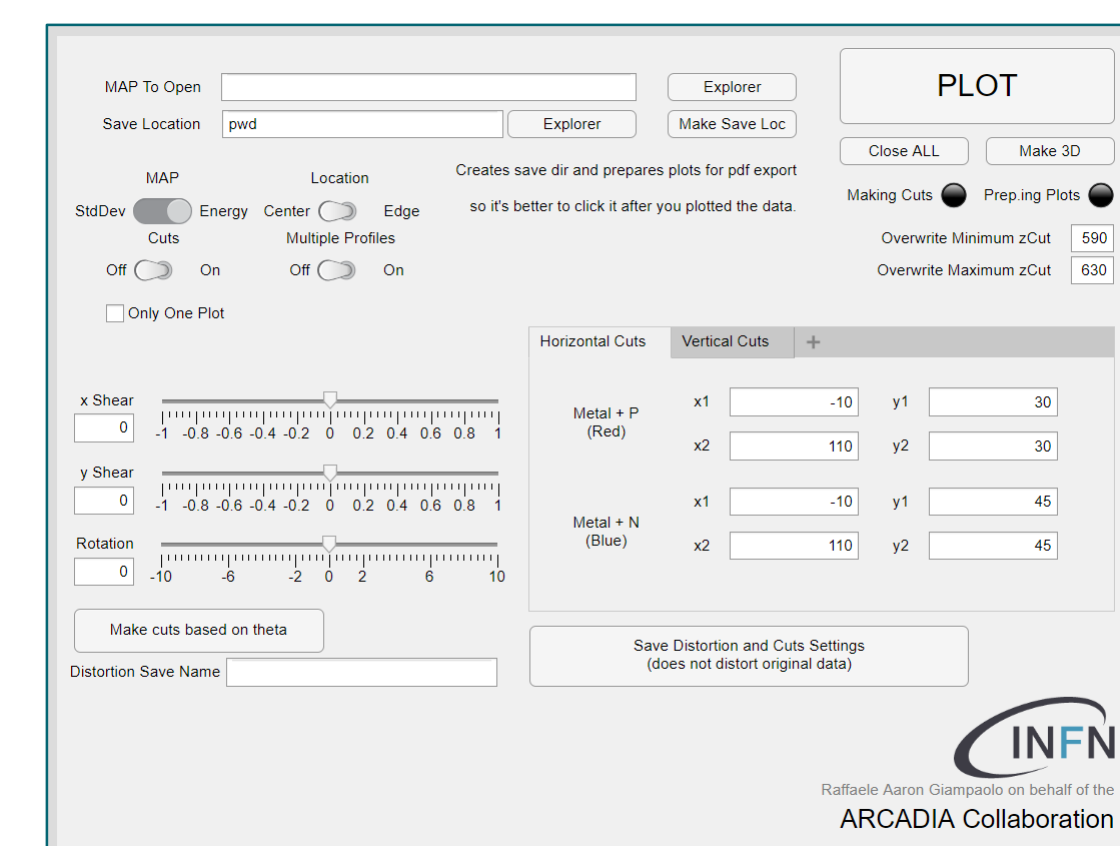 MAP To Open
Explorer
PLOT
Save Location pwd
Explorer
Make Save Loc
Close ALL
Make 3D
MAP
Location
Creates save dir and prepares plots for pdf export
so it's better to click it after you plotted the data.
Making Cuts
Prep.ing Plots
StdDev Energy
Center Edge
Cuts
Multiple Profiles
Overwrite Minimum zCut 590
Off On
Off On
Overwrite Maximum zCut 630
Only One Plot
Horizontal Cuts
Vertical Cuts
+
x Shear
0
-1 -0.8 -0.6 -0.4 -0.2 0 0.2 0.4 0.6 0.8 1
y Shear
0
-1 -0.8 -0.6 -0.4 -0.2 0 0.2 0.4 0.6 0.8 1
Rotation
0
-10 -6 -2 0 2 6 10
Metal + P
(Red)
x1 -10 y1 30
x2 110 y2 30
Metal + N
(Blue)
x1 -10 y1 45
x2 110 y2 45
Make cuts based on theta
Distortion Save Name
Save Distortion and Cuts Settings
(does not distort original data)
INFN
Raffaele Aaron Giampaolo on behalf of the
ARCADIA Collaboration